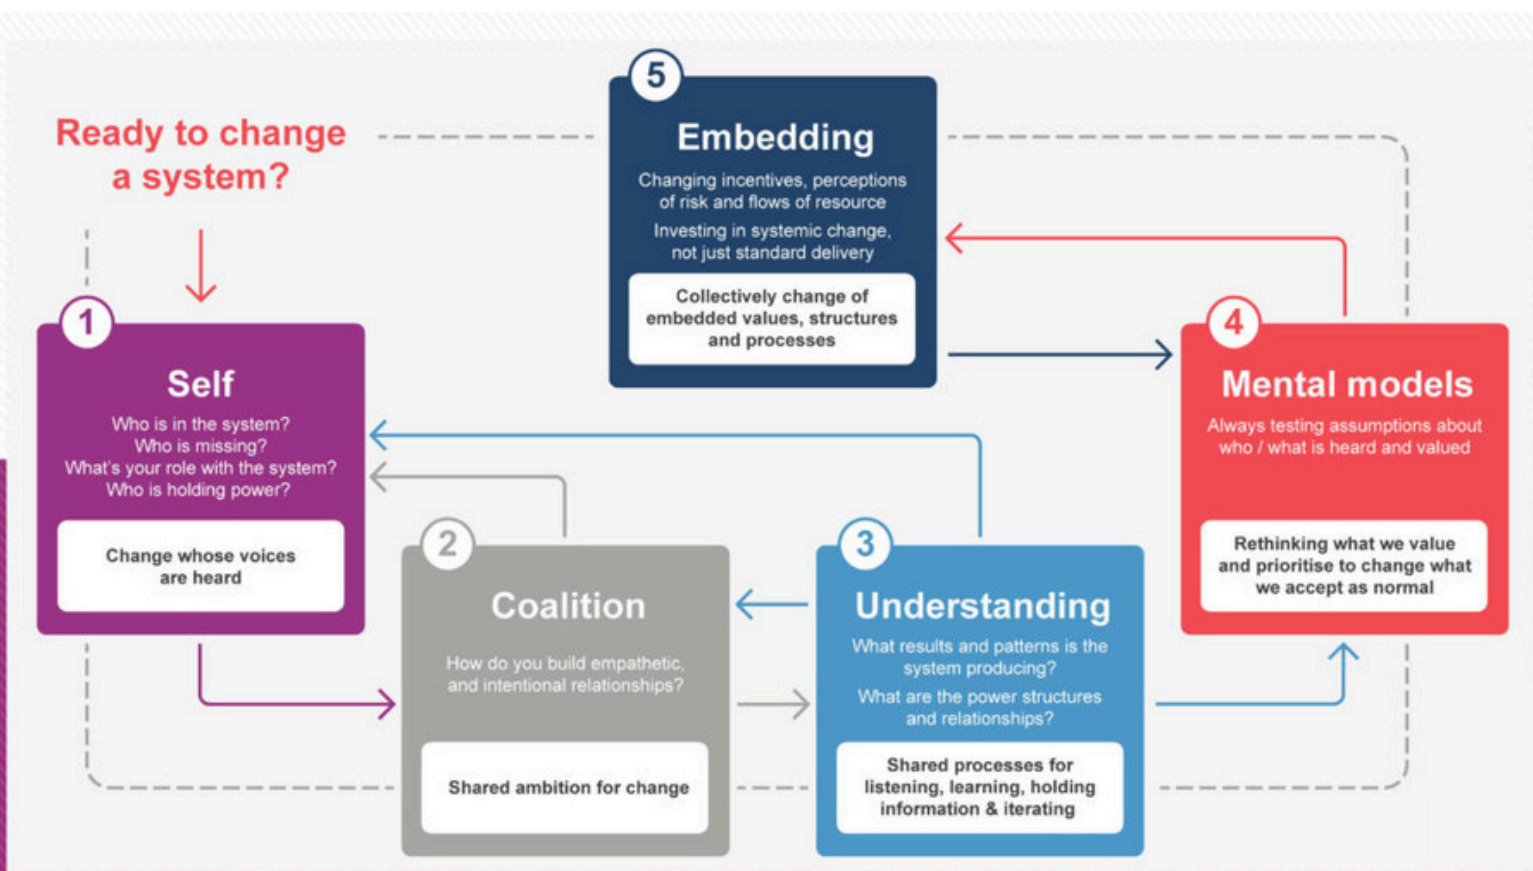 Ready to change
a system?
1
Self
Who is in the system?
Who is missing?
What's your role with the system?
Who is holding power?
Change whose voices
are heard
2
Coalition
How do you build empathetic,
and intentional relationships?
Shared ambition for change
3
Understanding
What results and patterns is the
system producing?
What are the power structures
and relationships?
Shared processes for
listening, learning, holding
information & iterating
4
Mental models
Always testing assumptions about
who / what is heard and valued
Rethinking what we value
and prioritise to change what
we accept as normal
5
Embedding
Changing incentives, perceptions
of risk and flows of resource
Investing in systemic change,
not just standard delivery
Collectively change of
embedded values, structures
and processes